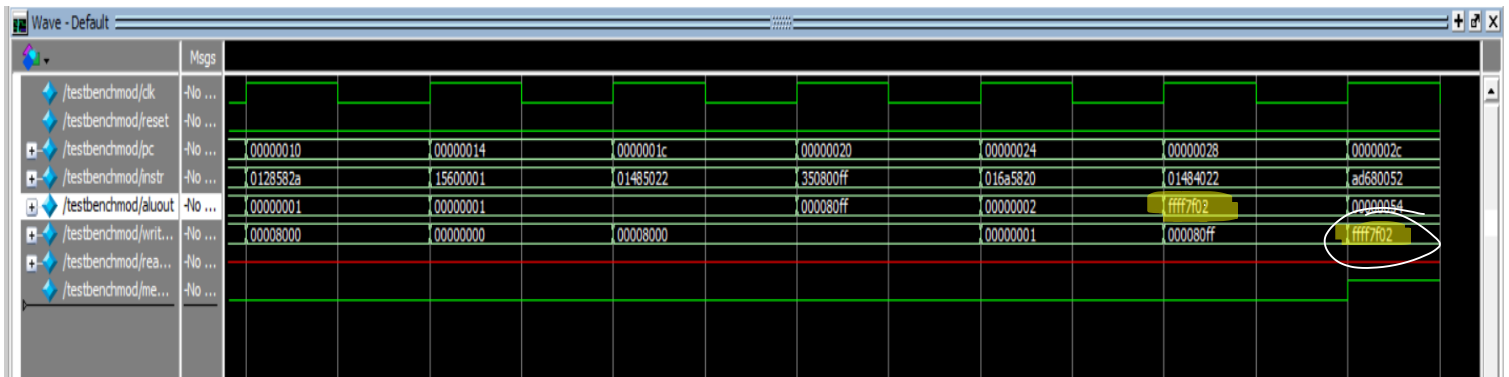 Wave - Default
Msgs
/testbenchmod/clk -No ...
/testbenchmod/reset -No ...
/testbenchmod/pc -No ... 00000010 00000014 0000001c 00000020 00000024 00000028 0000002c
/testbenchmod/instr -No ... 0128582a 15600001 01485022 350800ff 016a5820 01484022 ad680052
/testbenchmod/aluout -No ... 00000001 00000001 000080ff 00000002 ffff7f02 00000054
/testbenchmod/writ... -No ... 00008000 00000000 00008000 00000001 000080ff ffff7f02
/testbenchmod/rea... -No ...
/testbenchmod/me... -No ...